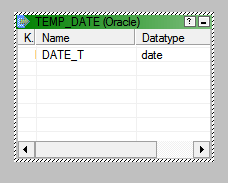 TEMP_DATE (Oracle) ?
K. Name Datatype
DATE_T date